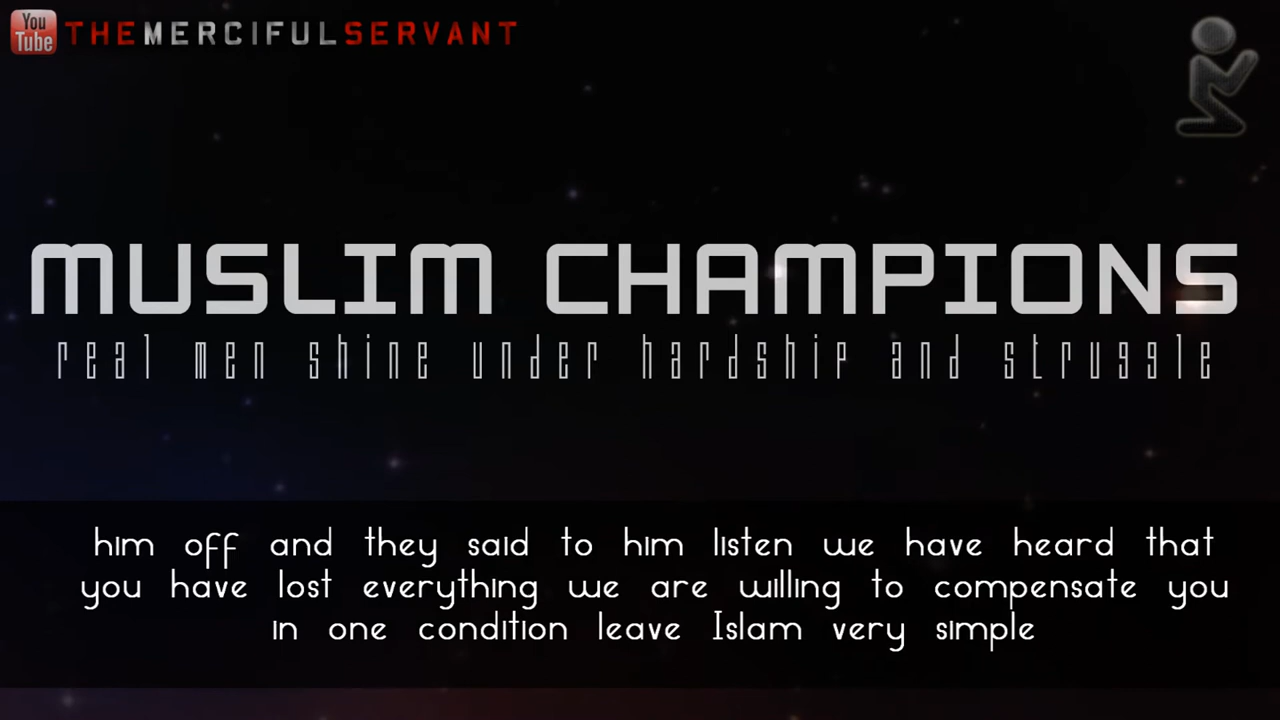 You Tube THEMERCIFULSERVANT
MUSLIM CHAMPIONS
real men shine under hardship and struggle
him off and they said to him listen we have heard that
you have lost everything we are willing to compensate you
in one condition leave Islam very simple